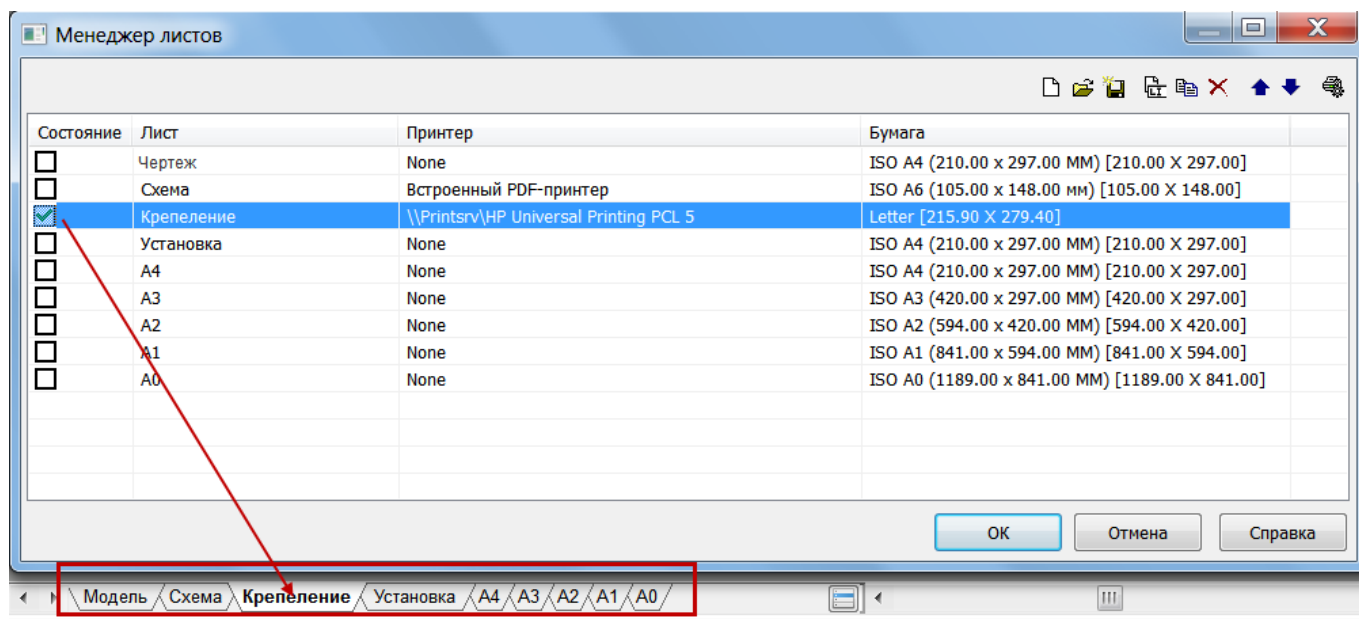 Менеджер листов
Состояние Лист Принтер Бумага
Чертеж None ISO A4 (210.00 x 297.00 MM) [210.00 X 297.00]
Схема Встроенный PDF-принтер ISO A6 (105.00 x 148.00 мм) [105.00 X 148.00]
Крепеление \\Printsrv\HP Universal Printing PCL 5 Letter [215.90 X 279.40]
Установка None ISO A4 (210.00 x 297.00 MM) [210.00 X 297.00]
A4 None ISO A4 (210.00 x 297.00 MM) [210.00 X 297.00]
A3 None ISO A3 (420.00 x 297.00 MM) [420.00 X 297.00]
A2 None ISO A2 (594.00 x 420.00 MM) [594.00 X 420.00]
A1 None ISO A1 (841.00 x 594.00 MM) [841.00 X 594.00]
A0 None ISO A0 (1189.00 x 841.00 MM) [1189.00 X 841.00]
ОК Отмена Справка
Модель Схема Крепеление Установка A4 A3 A2 A1 A0